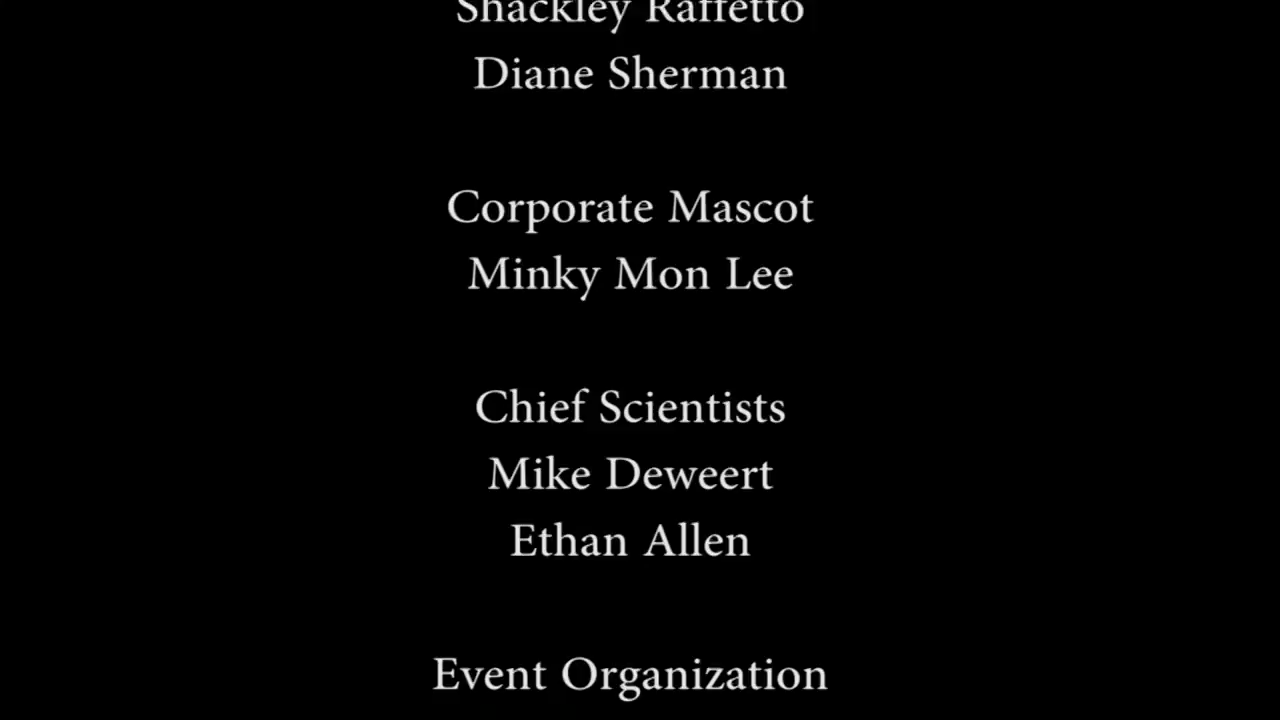 Shackley Raffetto
Diane Sherman
Corporate Mascot
Minky Mon Lee
Chief Scientists
Mike Deweert
Ethan Allen
Event Organization